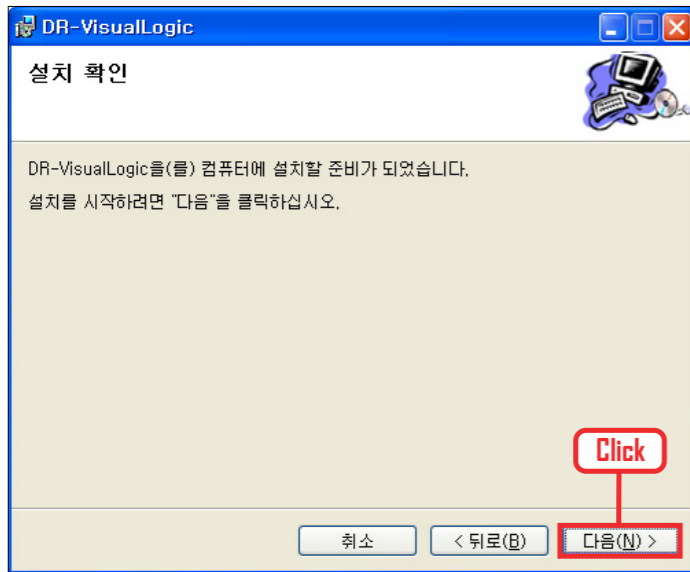 DR-VisualLogic
설치 확인
DR-VisualLogic을(를) 컴퓨터에 설치할 준비가 되었습니다.
설치를 시작하려면 "다음"을 클릭하십시오.
Click
취소
< 뒤로(B)
다음(N) >